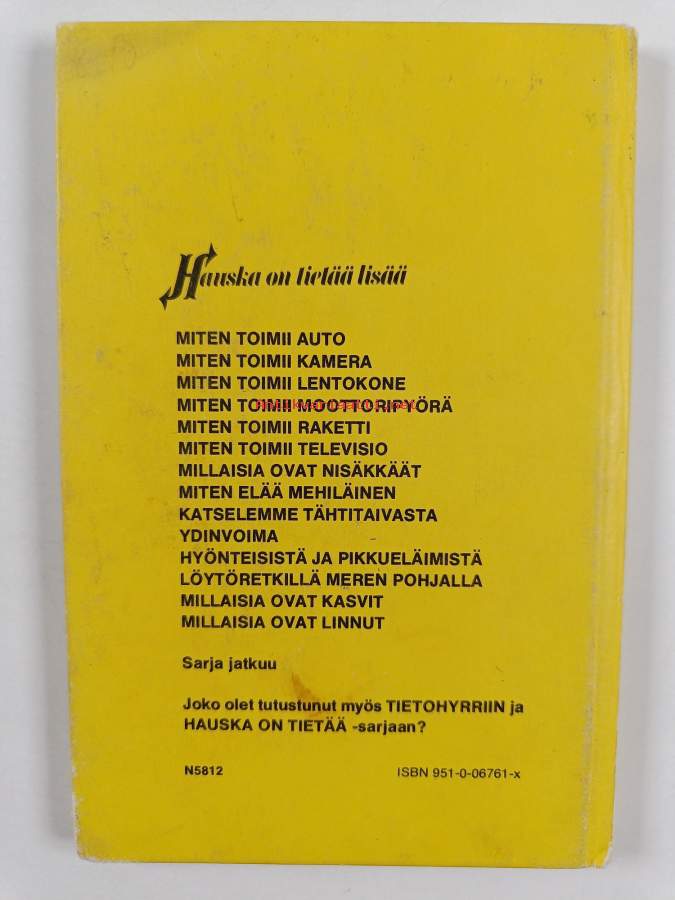 Hauska on tietää lisää
MITEN TOIMII AUTO
MITEN TOIMII KAMERA
MITEN TOIMII LENTOKONE
MITEN TOIMII MOOTTORIPYÖRÄ
MITEN TOIMII RAKETTI
MITEN TOIMII TELEVISIO
MILLAISIA OVAT NISÄKKÄÄT
MITEN ELÄÄ MEHILÄINEN
KATSELEMME TÄHTITAIVASTA
YDINVOIMA
HYÖNTEISISTÄ JA PIKKUELÄIMISTÄ
LÖYTÖRETKILLÄ MEREN POHJALLA
MILLAISIA OVAT KASVIT
MILLAISIA OVAT LINNUT
Sarja jatkuu
Joko olet tutustunut myös TIETOHYRRIIN ja
HAUSKA ON TIETÄÄ -sarjaan?
N5812 ISBN 951-0-06761-x